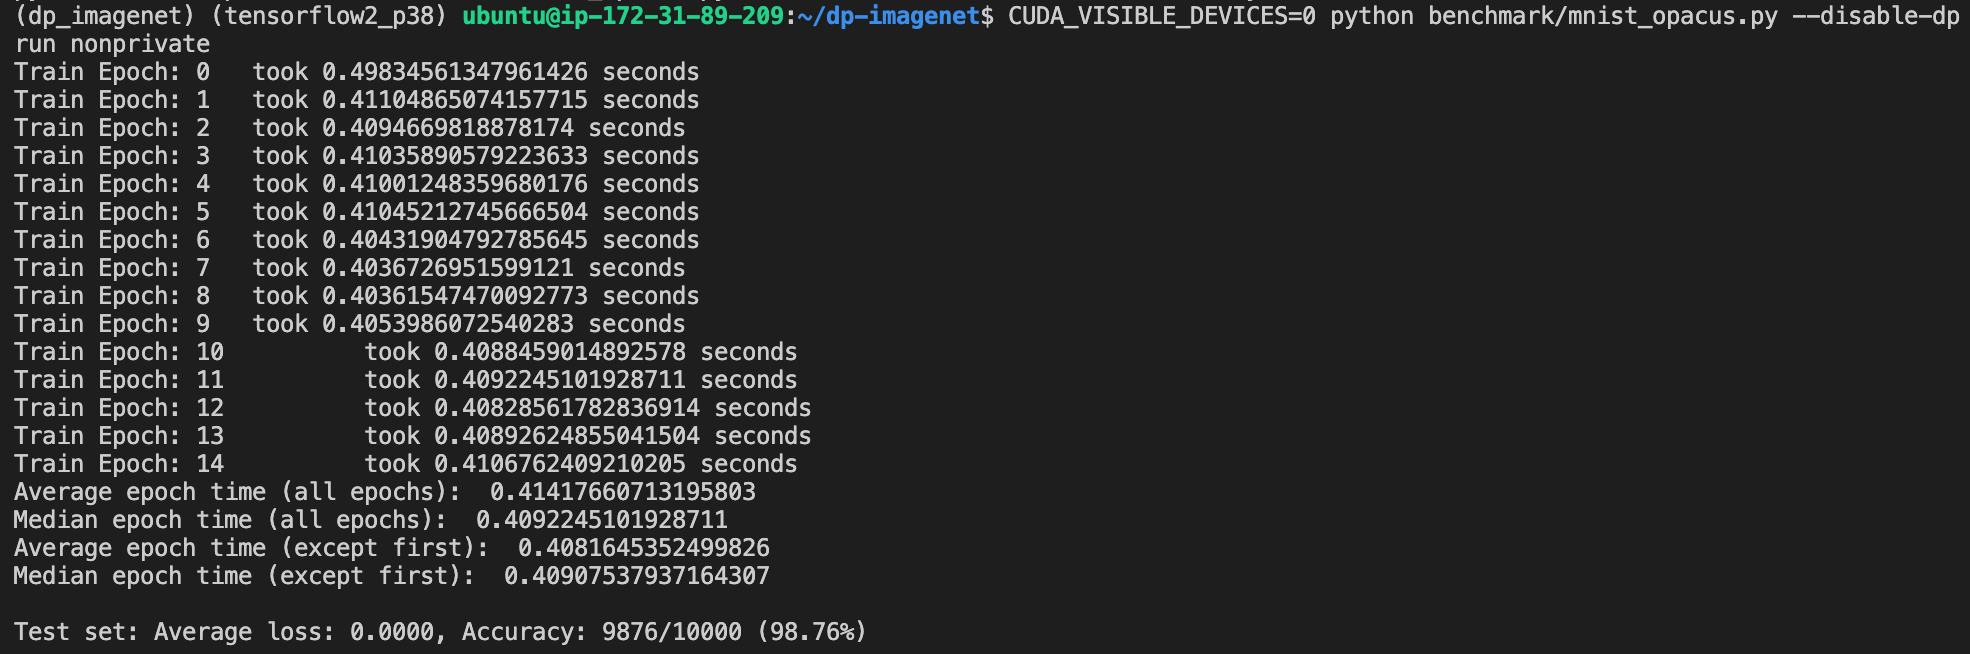 (dp_imagenet) (tensorflow2_p38) ubuntu@ip-172-31-89-209:~/dp-imagenet$ CUDA_VISIBLE_DEVICES=0 python benchmark/mnist_opacus.py --disable-dp
run nonprivate
Train Epoch: 0   took 0.49834561347961426 seconds
Train Epoch: 1   took 0.41104865074157715 seconds
Train Epoch: 2   took 0.4094669818878174 seconds
Train Epoch: 3   took 0.41035890579223633 seconds
Train Epoch: 4   took 0.41001248359680176 seconds
Train Epoch: 5   took 0.41045212745666504 seconds
Train Epoch: 6   took 0.40431904792785645 seconds
Train Epoch: 7   took 0.4036726951599121 seconds
Train Epoch: 8   took 0.40361547470092773 seconds
Train Epoch: 9   took 0.4053986072540283 seconds
Train Epoch: 10          took 0.4088459014892578 seconds
Train Epoch: 11          took 0.4092245101928711 seconds
Train Epoch: 12          took 0.40828561782836914 seconds
Train Epoch: 13          took 0.40892624855041504 seconds
Train Epoch: 14          took 0.4106762409210205 seconds
Average epoch time (all epochs):  0.41417660713195803
Median epoch time (all epochs):  0.4092245101928711
Average epoch time (except first):  0.4081645352499826
Median epoch time (except first):  0.40907537937164307
Test set: Average loss: 0.0000, Accuracy: 9876/10000 (98.76%)